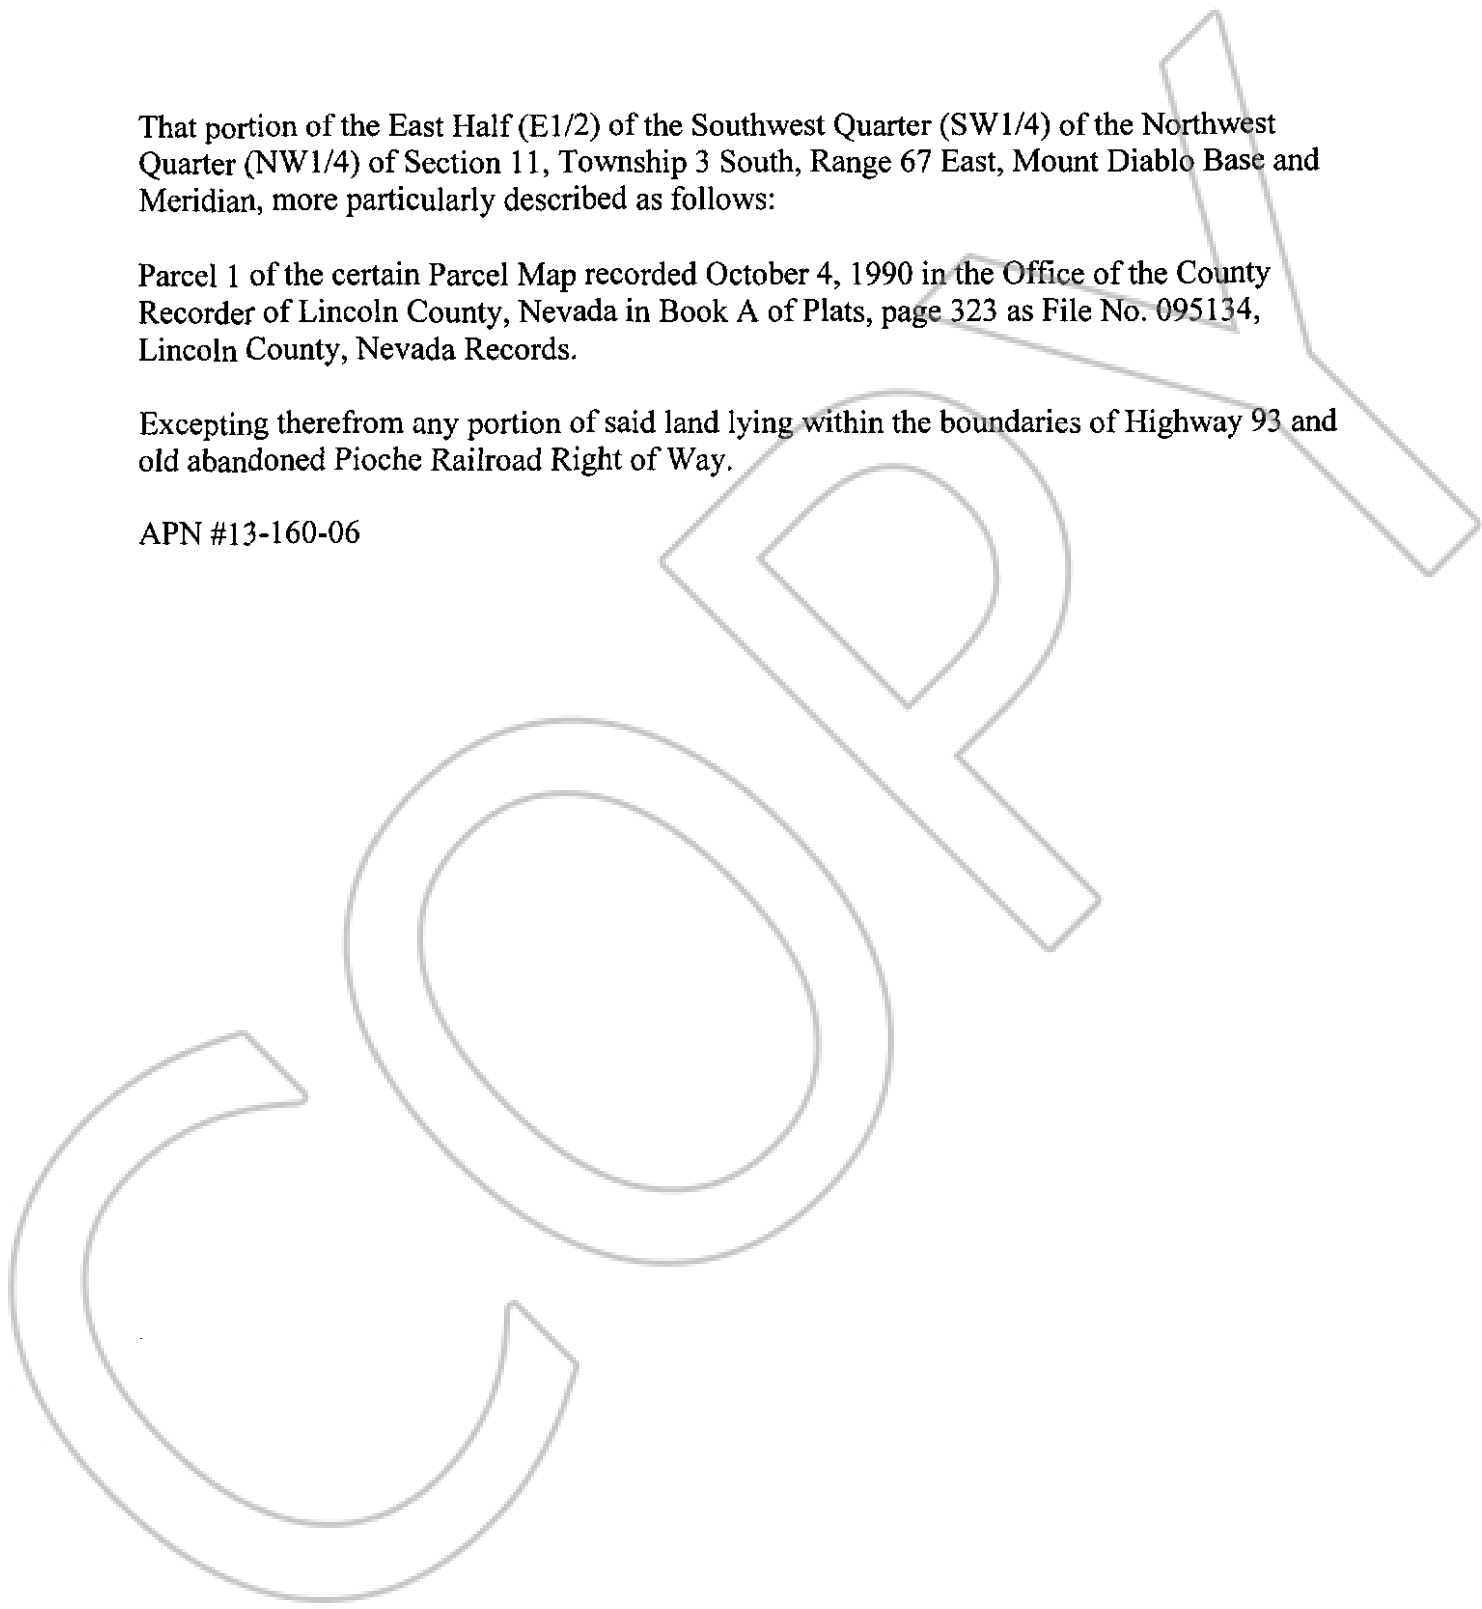 That portion of the East Half (E1/2) of the Southwest Quarter (SW1/4) of the Northwest
Quarter (NW1/4) of Section 11, Township 3 South, Range 67 East, Mount Diablo Base and
Meridian, more particularly described as follows:
Parcel 1 of the certain Parcel Map recorded October 4, 1990 in the Office of the County
Recorder of Lincoln County, Nevada in Book A of Plats, page 323 as File No. 095134,
Lincoln County, Nevada Records.
Excepting therefrom any portion of said land lying within the boundaries of Highway 93 and
old abandoned Pioche Railroad Right of Way.
APN #13-160-06
COPY